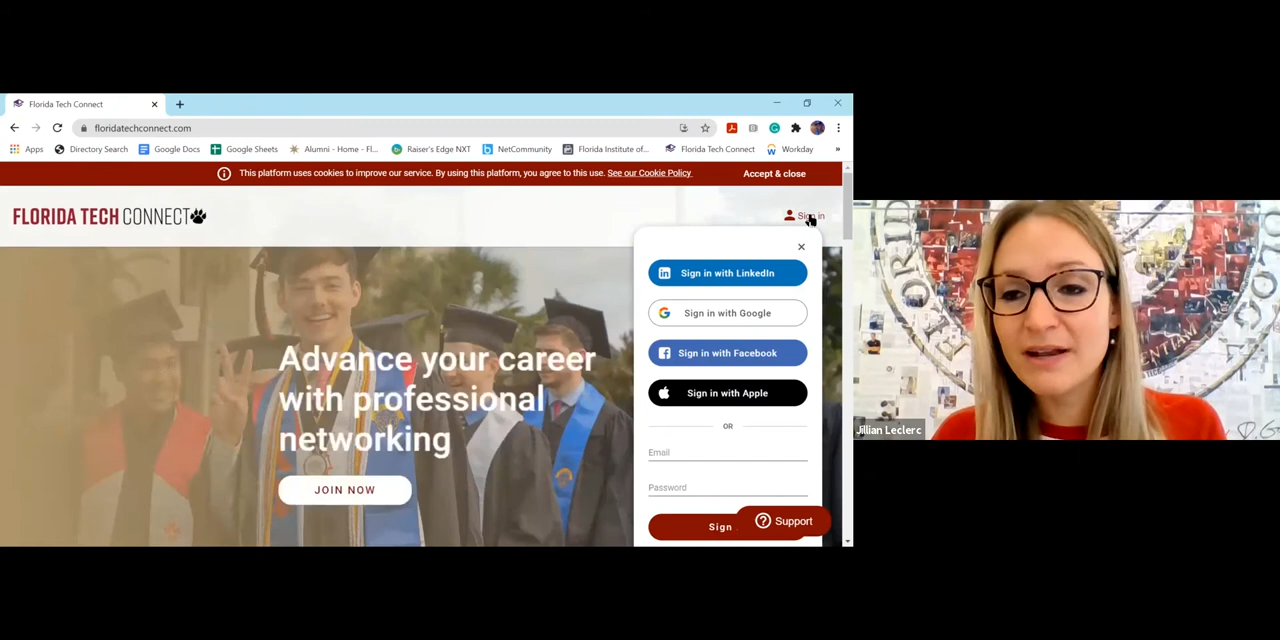 Florida Tech Connect
floridatechconnect.com
Apps
Directory Search
Google Docs
Google Sheets
Alumni - Home - Fl...
Raiser's Edge NXT
NetCommunity
Florida Institute of...
Florida Tech Connect
Workday
»
This platform uses cookies to improve our service. By using this platform, you agree to this use. See our Cookie Policy
Accept & close
FLORIDA TECH CONNECT
Sign in
Sign in with LinkedIn
Sign in with Google
Sign in with Facebook
Sign in with Apple
OR
Email
Password
Sign
Support
Advance your career
with professional
networking
JOIN NOW
Jillian Leclerc